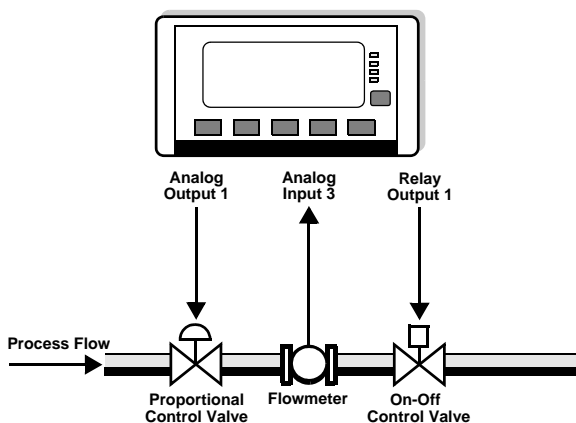 Analog
Output 1
Analog
Input 3
Relay
Output 1
Process Flow
Proportional
Control Valve
Flowmeter
On-Off
Control Valve